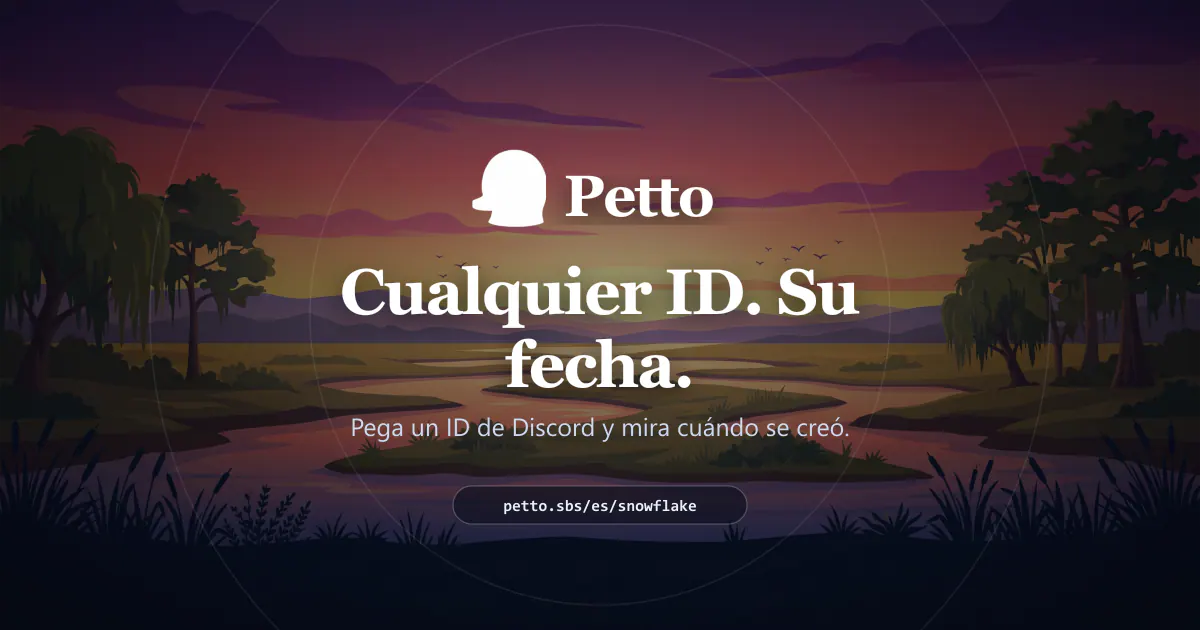 Petto
Cualquier ID. Su
fecha.
Pega un ID de Discord y mira cuándo se creó.
petto.sbs/es/snowflake